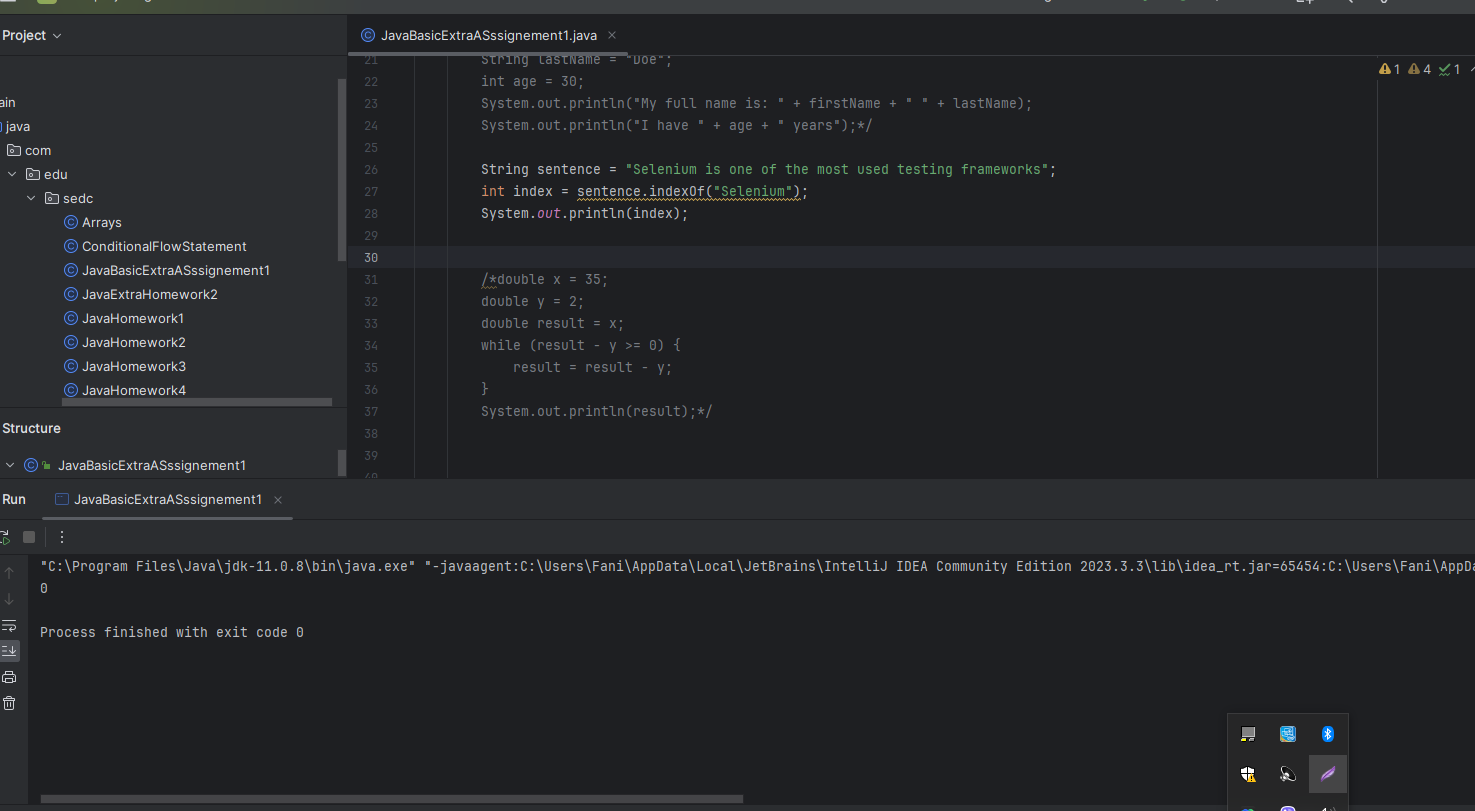 Project
JavaBasicExtraASssignement1.java
ain
java
com
edu
sedc
Arrays
ConditionalFlowStatement
JavaBasicExtraASssignement1
JavaExtraHomework2
JavaHomework1
JavaHomework2
JavaHomework3
JavaHomework4
Structure
JavaBasicExtraASssignement1
1 4 1
21 String lastName = "Doe";
22 int age = 30;
23 System.out.println("My full name is: " + firstName + " " + lastName);
24 System.out.println("I have " + age + " years");*/
25
26 String sentence = "Selenium is one of the most used testing frameworks";
27 int index = sentence.indexOf("Selenium");
28 System.out.println(index);
29
30
31 /*double x = 35;
32 double y = 2;
33 double result = x;
34 while (result - y >= 0) {
35 result = result - y;
36 }
37 System.out.println(result);*/
38
39
40
Run JavaBasicExtraASssignement1
"C:\Program Files\Java\jdk-11.0.8\bin\java.exe" "-javaagent:C:\Users\Fani\AppData\Local\JetBrains\IntelliJ IDEA Community Edition 2023.3.3\lib\idea_rt.jar=65454:C:\Users\Fani\AppDa
0
Process finished with exit code 0